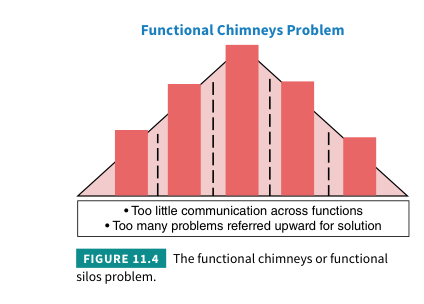 Functional Chimneys Problem
• Too little communication across functions
• Too many problems referred upward for solution
FIGURE 11.4 The functional chimneys or functional
silos problem.